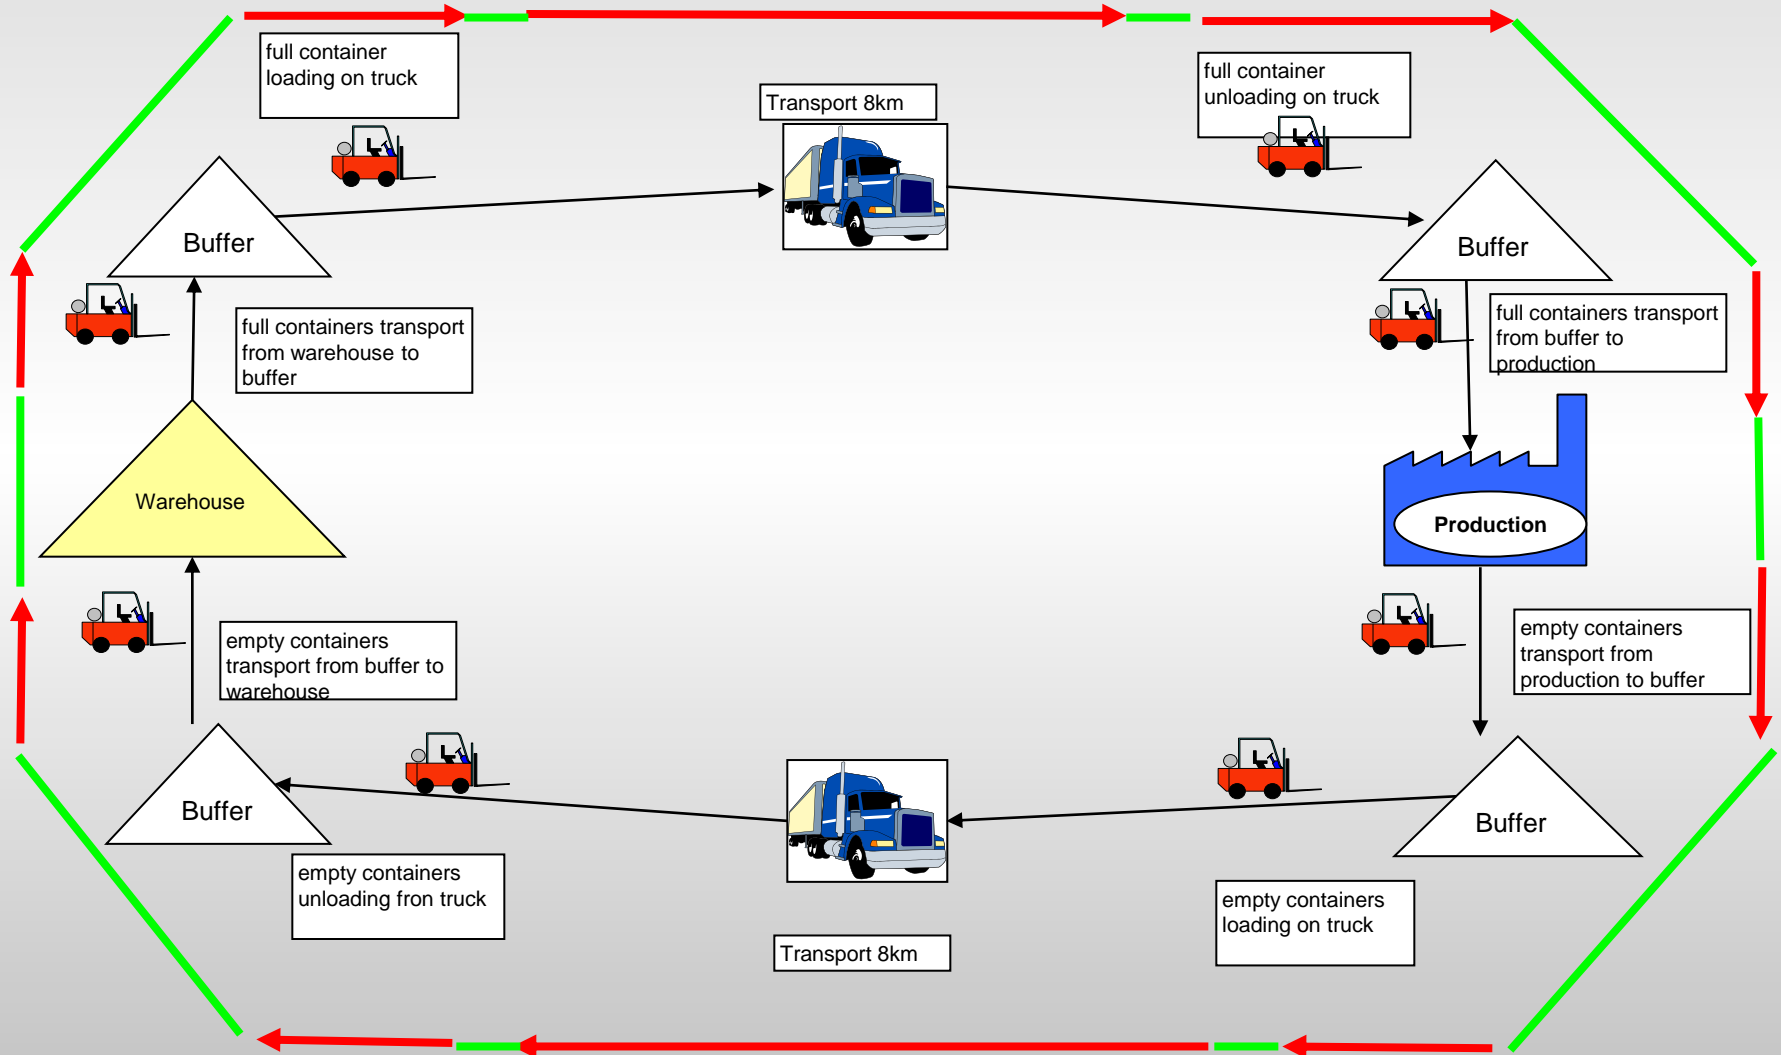 full container
loading on truck
Transport 8km
full container
unloading on truck
Buffer
Buffer
full containers transport
from warehouse to
buffer
full containers transport
from buffer to
production
Warehouse
Production
empty containers
transport from buffer to
warehouse
empty containers
transport from
production to buffer
Buffer
Buffer
empty containers
unloading fron truck
empty containers
loading on truck
Transport 8km